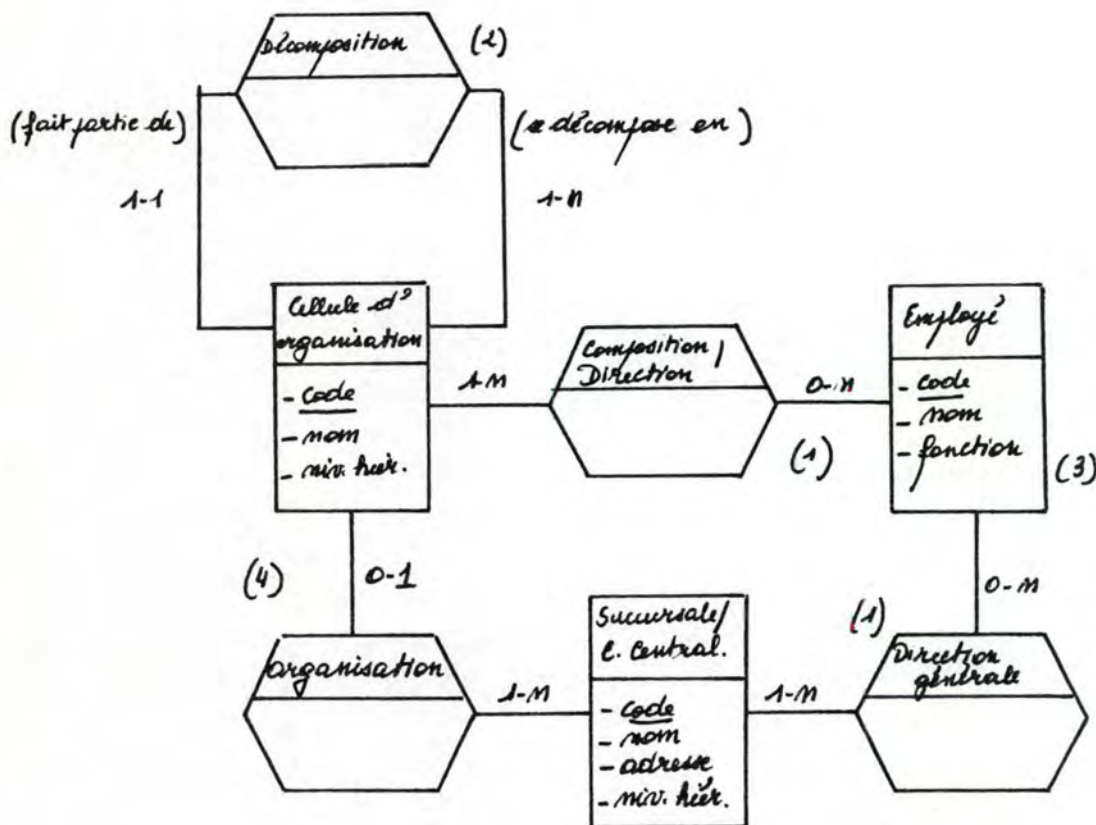 Décomposition (2)
(fait partie de) (se décompose en)
1-1 1-n
Cellule d'
organisation
- code
- nom
- niv. hiér.
1-n
Composition /
Direction
0-n
(1)
Employé
- code
- nom
- fonction
(3)
(4) 0-1
0-n
Organisation
1-n
Succursale/
C. Central.
- code
- nom
- adresse
- niv. hiér.
1-n
(1)
Direction
générale